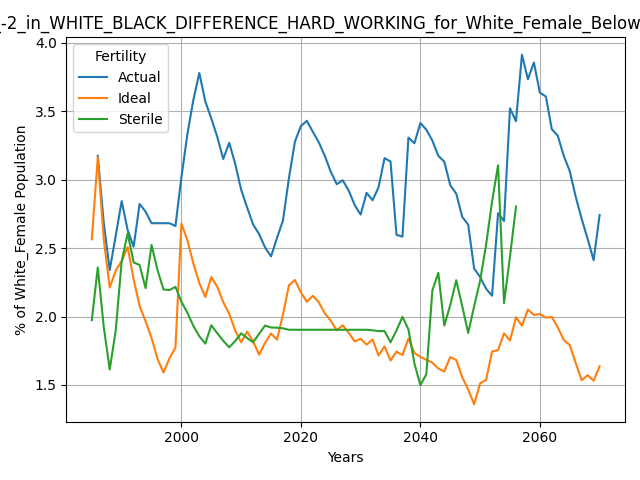 _-2_in_WHITE_BLACK_DIFFERENCE_HARD_WORKING_for_White_Female_Below
Fertility
Actual
Ideal
Sterile
% of White_Female Population
4.0
3.5
3.0
2.5
2.0
1.5
2000
2020
2040
2060
Years